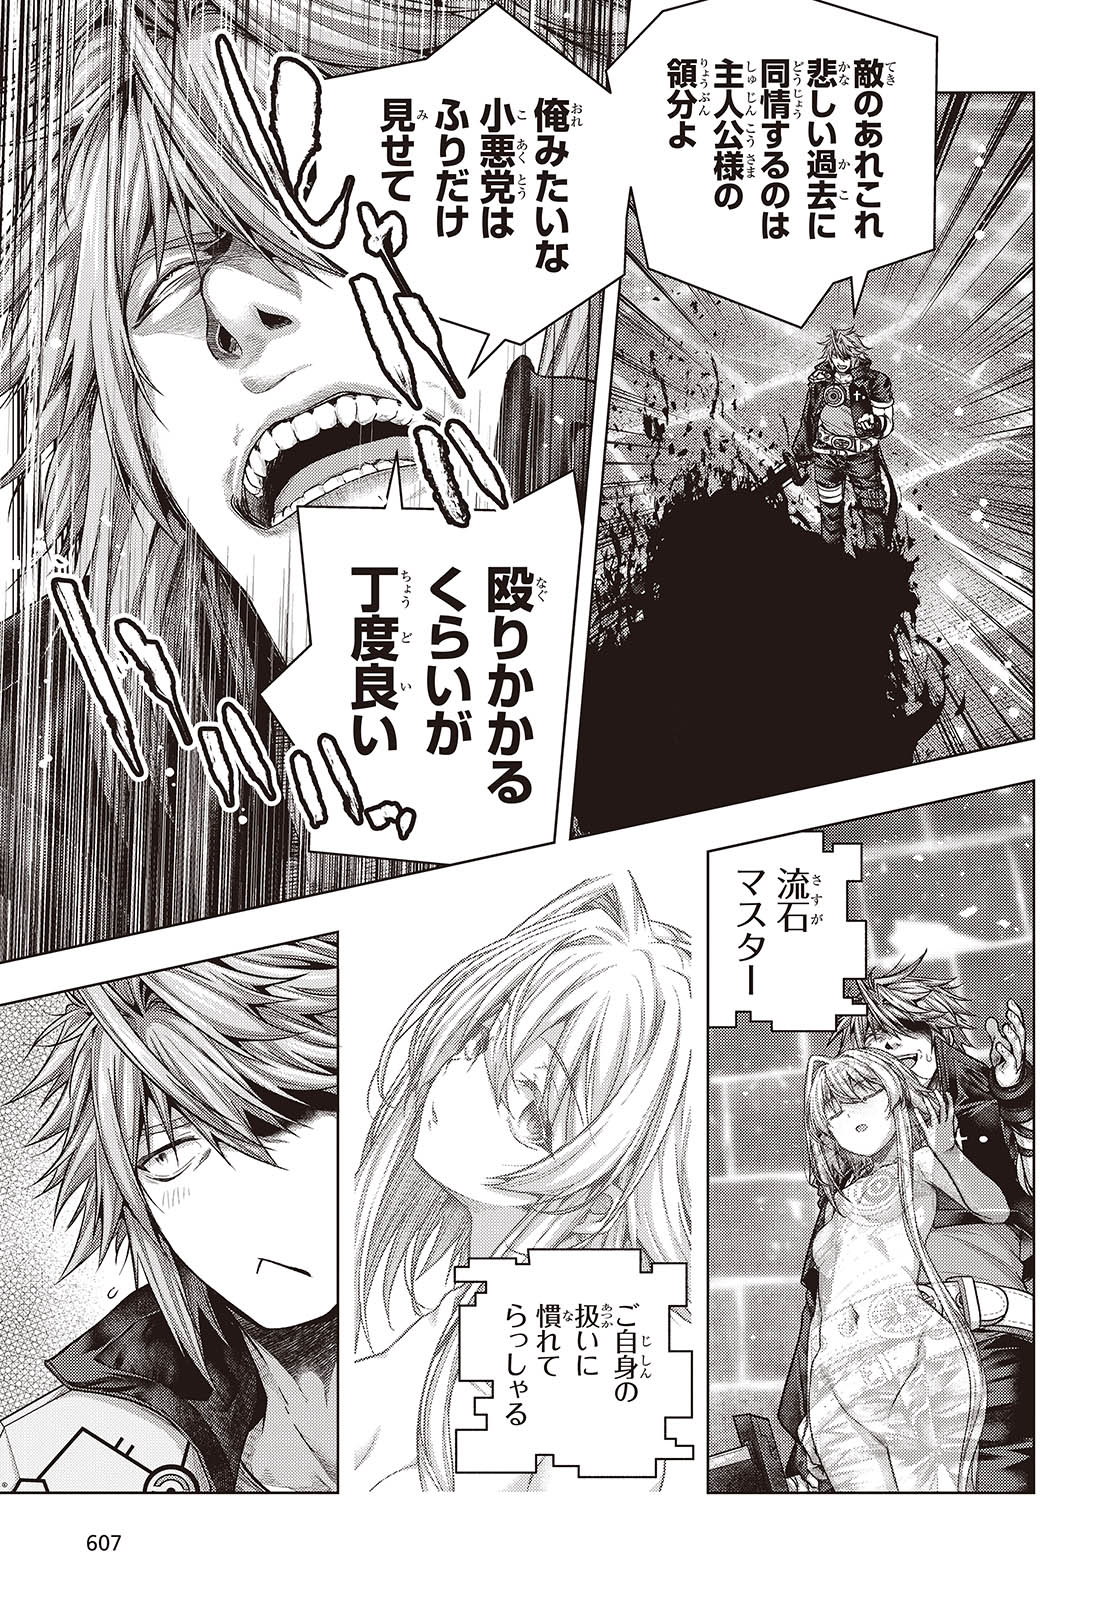 敵のあれこれ
悲しい過去に
同情するのは
主人公様の
領分よ
俺みたいな
小悪党は
ふりだけ
見せて
殴りかかる
くらいが
丁度良い
流石
マスター
ご自身の
扱いに
慣れて
らっしゃる
607